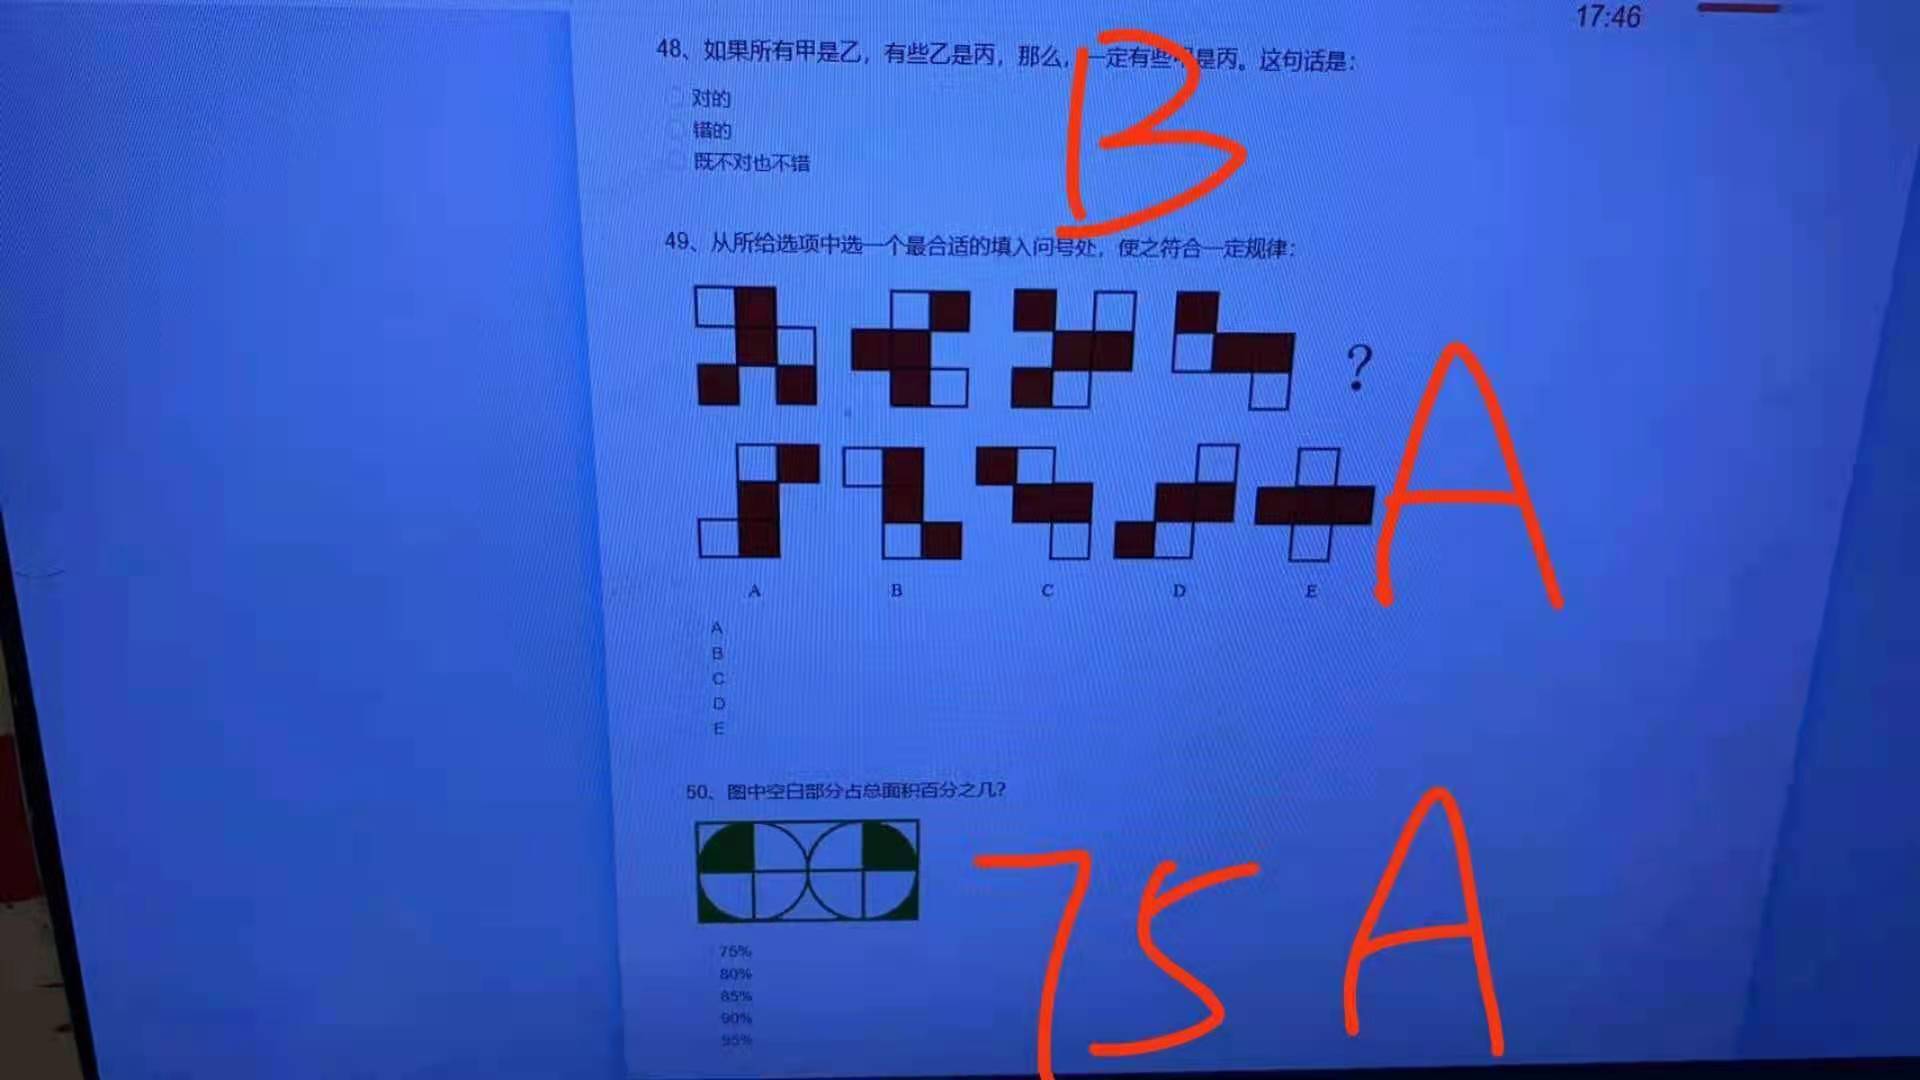 17:46
48、如果所有甲是乙，有些乙是丙，那么，一定有些甲是丙。这句话是：
对的
错的
既不对也不错
B
49、从所给选项中选一个最合适的填入问号处，使之符合一定规律：
?
A
A B C D E
A
B
C
D
E
50、图中空白部分占总面积百分之几?
75 A
75%
80%
85%
90%
95%